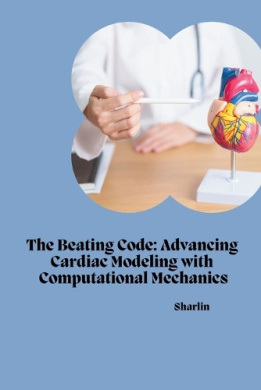 The Beating Code: Advancing
Cardiac Modeling with
Computational Mechanics
Sharlin